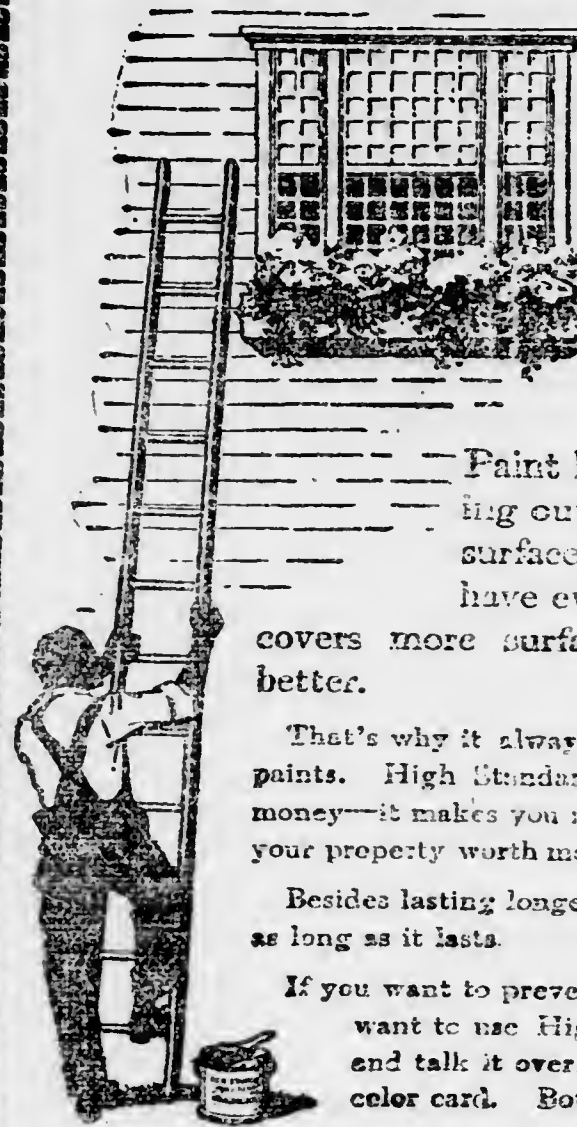 Paint
ing ou
surface
have ev
covers more surfa
better.
That's why it alway
paints. High Standar
money—it makes you
your property worth mo
Besides lasting longe
as long as it lasts.
If you want to preve
want to use Hig
and talk it over
color card. Bo